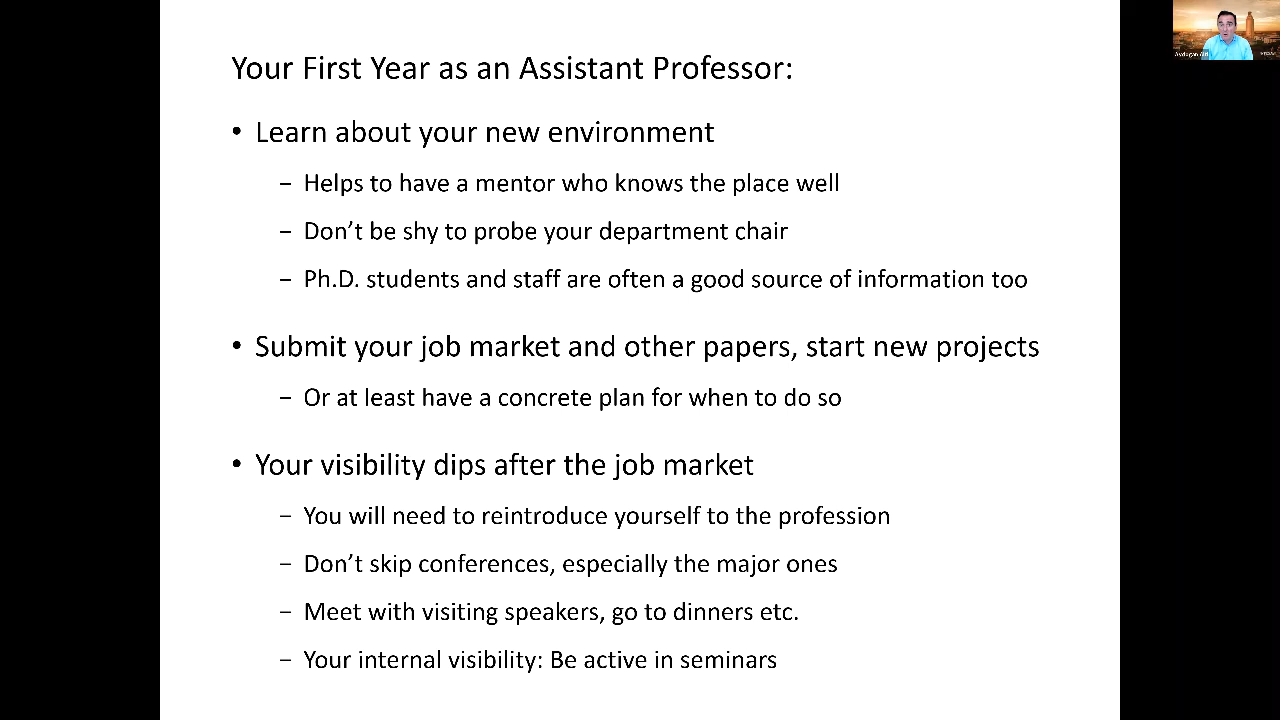 Your First Year as an Assistant Professor:
• Learn about your new environment
– Helps to have a mentor who knows the place well
– Don’t be shy to probe your department chair
– Ph.D. students and staff are often a good source of information too
• Submit your job market and other papers, start new projects
– Or at least have a concrete plan for when to do so
• Your visibility dips after the job market
– You will need to reintroduce yourself to the profession
– Don’t skip conferences, especially the major ones
– Meet with visiting speakers, go to dinners etc.
– Your internal visibility: Be active in seminars
Aydogan Alti